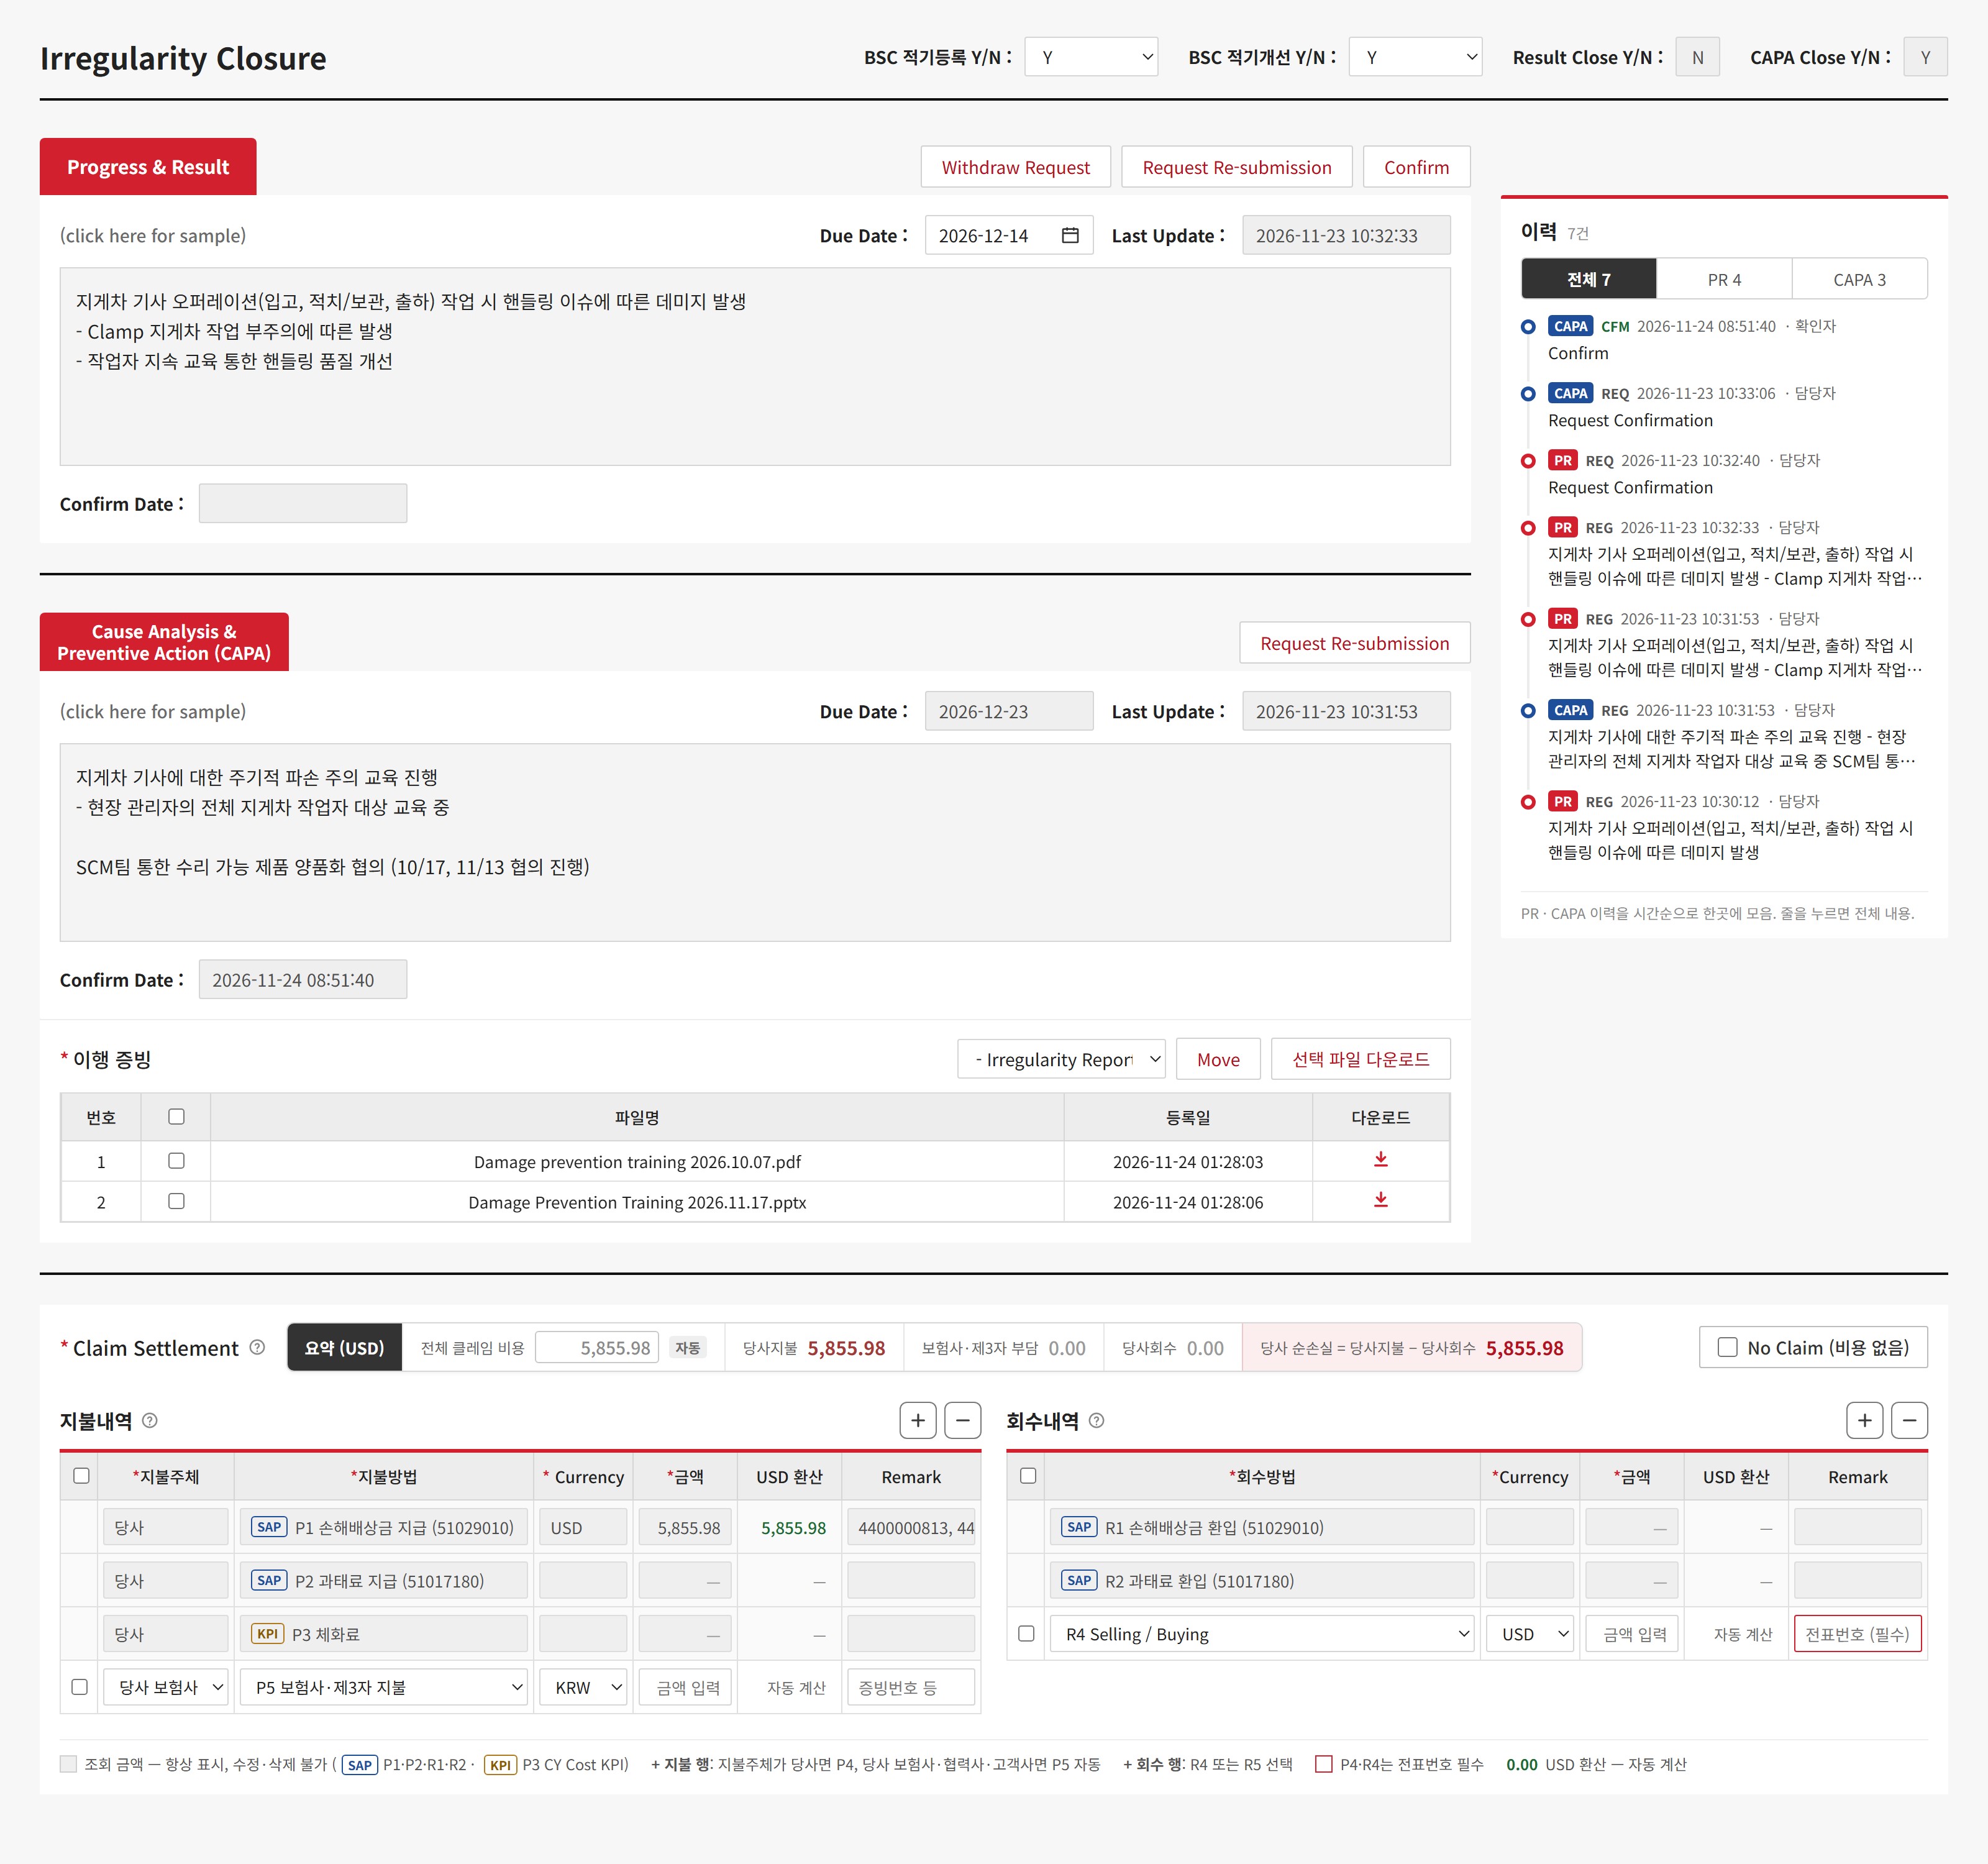 Irregularity Closure
BSC 적기등록 Y/N : Y
BSC 적기개선 Y/N : Y
Result Close Y/N : N
CAPA Close Y/N : Y
Progress & Result
Withdraw Request
Request Re-submission
Confirm
(click here for sample)
Due Date : 2026-12-14
Last Update : 2026-11-23 10:32:33
지게차 기사 오퍼레이션(입고, 적치/보관, 출하) 작업 시 핸들링 이슈에 따른 데미지 발생
- Clamp 지게차 작업 부주의에 따른 발생
- 작업자 지속 교육 통한 핸들링 품질 개선
Confirm Date :
Cause Analysis &
Preventive Action (CAPA)
Request Re-submission
(click here for sample)
Due Date : 2026-12-23
Last Update : 2026-11-23 10:31:53
지게차 기사에 대한 주기적 파손 주의 교육 진행
- 현장 관리자의 전체 지게차 작업자 대상 교육 중
SCM팀 통한 수리 가능 제품 양품화 협의 (10/17, 11/13 협의 진행)
Confirm Date : 2026-11-24 08:51:40
* 이행 증빙
- Irregularity Repor
Move
선택 파일 다운로드
번호 파일명 등록일 다운로드
1 Damage prevention training 2026.10.07.pdf 2026-11-24 01:28:03
2 Damage Prevention Training 2026.11.17.pptx 2026-11-24 01:28:06
이력 7건
전체 7 PR 4 CAPA 3
CAPA CFM 2026-11-24 08:51:40 · 확인자
Confirm
CAPA REQ 2026-11-23 10:33:06 · 담당자
Request Confirmation
PR REQ 2026-11-23 10:32:40 · 담당자
Request Confirmation
PR REG 2026-11-23 10:32:33 · 담당자
지게차 기사 오퍼레이션(입고, 적치/보관, 출하) 작업 시
핸들링 이슈에 따른 데미지 발생 - Clamp 지게차 작업…
PR REG 2026-11-23 10:31:53 · 담당자
지게차 기사 오퍼레이션(입고, 적치/보관, 출하) 작업 시
핸들링 이슈에 따른 데미지 발생 - Clamp 지게차 작업…
CAPA REG 2026-11-23 10:31:53 · 담당자
지게차 기사에 대한 주기적 파손 주의 교육 진행 - 현장
관리자의 전체 지게차 작업자 대상 교육 중 SCM팀 통…
PR REG 2026-11-23 10:30:12 · 담당자
지게차 기사 오퍼레이션(입고, 적치/보관, 출하) 작업 시
핸들링 이슈에 따른 데미지 발생
PR · CAPA 이력을 시간순으로 한곳에 모음. 줄을 누르면 전체 내용.
* Claim Settlement ?
요약 (USD) 전체 클레임 비용 5,855.98 자동 당사지불 5,855.98 보험사·제3자 부담 0.00 당사회수 0.00 당사 순손실 = 당사지불 − 당사회수 5,855.98
No Claim (비용 없음)
지불내역 ? + −
*지불주체 *지불방법 * Currency *금액 USD 환산 Remark
당사 SAP P1 손해배상금 지급 (51029010) USD 5,855.98 5,855.98 4400000813, 44
당사 SAP P2 과태료 지급 (51017180) — —
당사 KPI P3 체화료 — —
당사 보험사 P5 보험사·제3자 지불 KRW 금액 입력 자동 계산 증빙번호 등
회수내역 ? + −
*회수방법 *Currency *금액 USD 환산 Remark
SAP R1 손해배상금 환입 (51029010) — —
SAP R2 과태료 환입 (51017180) — —
R4 Selling / Buying USD 금액 입력 자동 계산 전표번호 (필수)
조회 금액 — 항상 표시, 수정·삭제 불가 ( SAP P1·P2·R1·R2 · KPI P3 CY Cost KPI) + 지불 행: 지불주체가 당사면 P4, 당사 보험사·협력사·고객사면 P5 자동 + 회수 행: R4 또는 R5 선택 P4·R4는 전표번호 필수 0.00 USD 환산 — 자동 계산